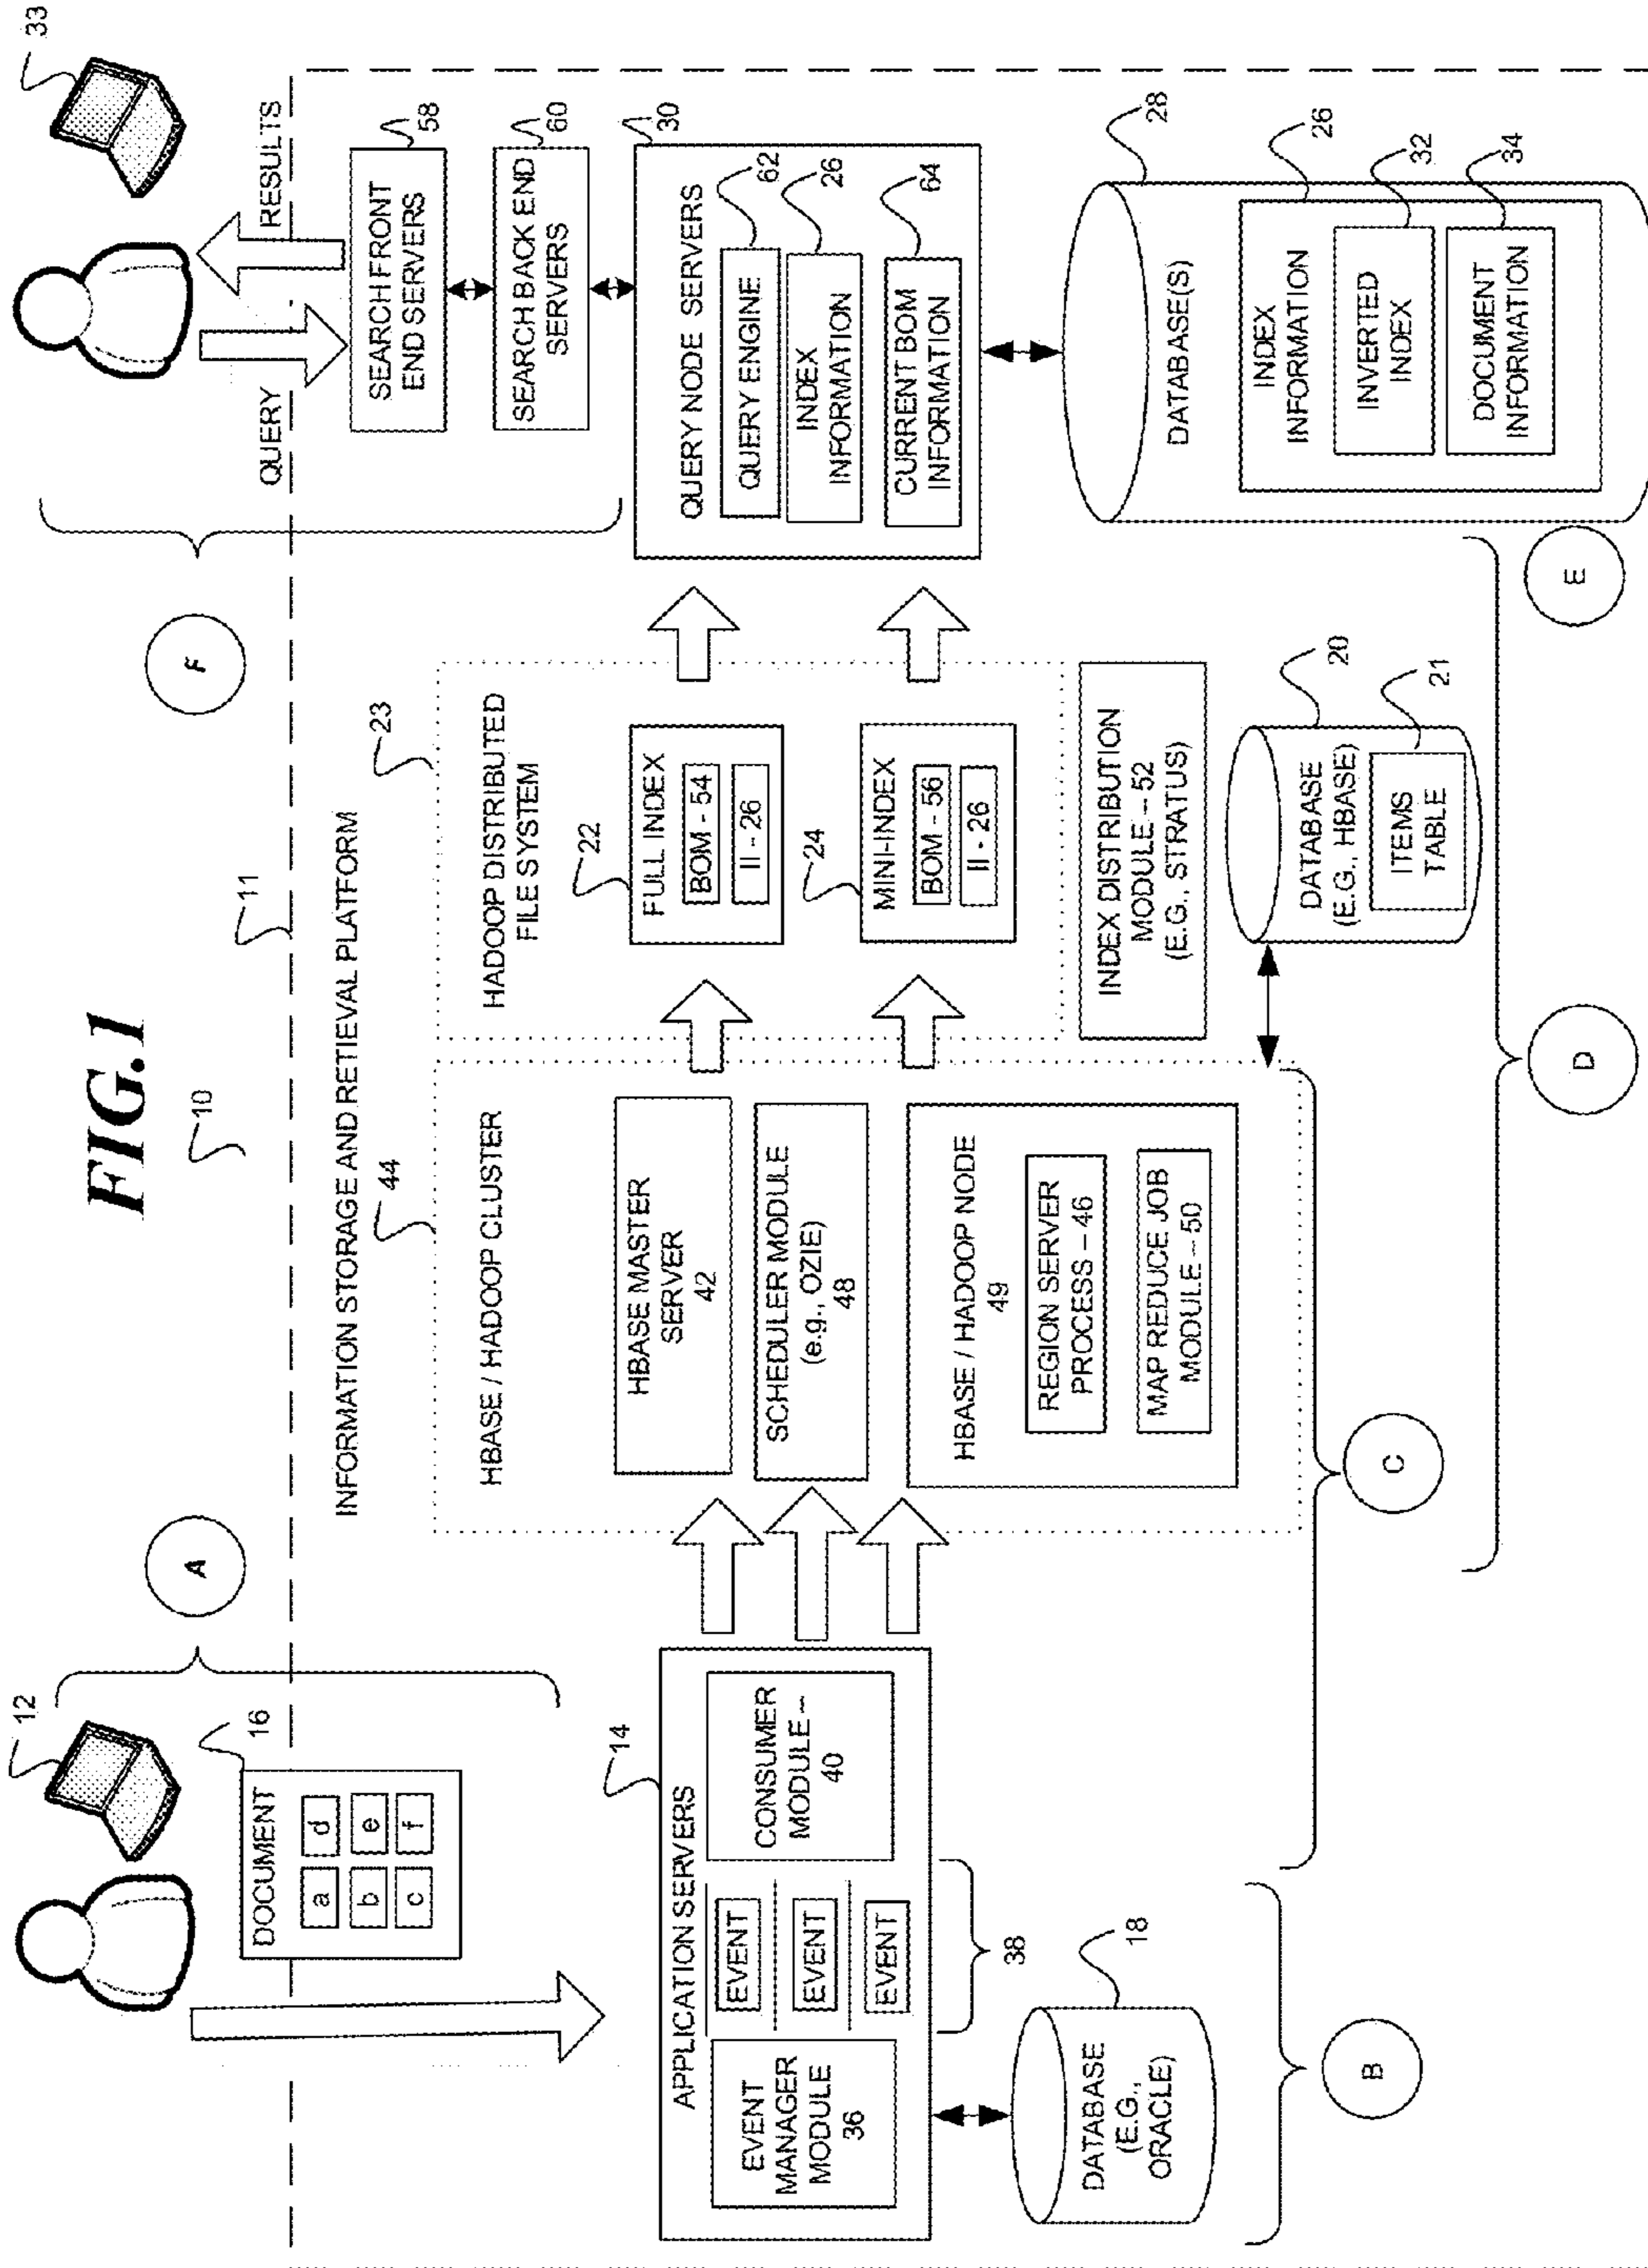 FIG.1
10
11
12
A
16
DOCUMENT
a d
b e
c f
F
33
QUERY
RESULTS
INFORMATION STORAGE AND RETIEVAL PLATFORM
14
APPLICATION SERVERS
EVENT
MANAGER
MODULE
36
EVENT
EVENT
EVENT
38
CONSUMER
MODULE –
40
18
DATABASE
(E.G.,
ORACLE)
B
44
HBASE / HADOOP CLUSTER
HBASE MASTER
SERVER
42
SCHEDULER MODULE
(e.g., OZIE)
48
HBASE / HADOOP NODE
49
REGION SERVER
PROCESS – 46
MAP REDUCE JOB
MODULE – 50
C
23
HADOOP DISTRIBUTED
FILE SYSTEM
22
FULL INDEX
BOM - 54
II - 26
24
MINI-INDEX
BOM - 56
II - 26
INDEX DISTRIBUTION
MODULE – 52
(E.G., STRATUS)
20
DATABASE
(E.G., HBASE)
21
ITEMS
TABLE
D
SEARCH FRONT
END SERVERS
58
SEARCH BACK END
SERVERS
60
30
QUERY NODE SERVERS
QUERY ENGINE
62
INDEX
INFORMATION
26
CURRENT BOM
INFORMATION
64
28
DATABASE(S)
26
INDEX
INFORMATION
32
INVERTED
INDEX
34
DOCUMENT
INFORMATION
E